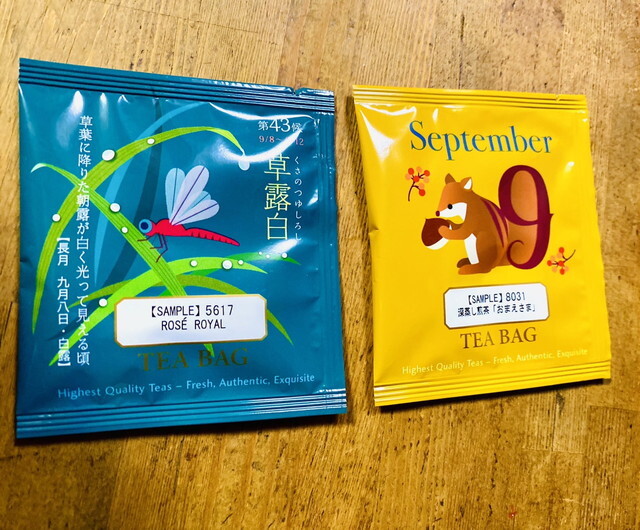 第43候
9/8~12
草露白
くさのつゆしろし
草葉に降りた朝露が白く光って見える頃
【長月 九月八日・白露】
【SAMPLE】5617
ROSÉ ROYAL
TEA BAG
Highest Quality Teas – Fresh, Authentic, Exquisite
September
9
【SAMPLE】8031
深蒸し煎茶「おまえさま」
TEA BAG
Highest Quality Teas – Fresh, Authentic, Exquisite